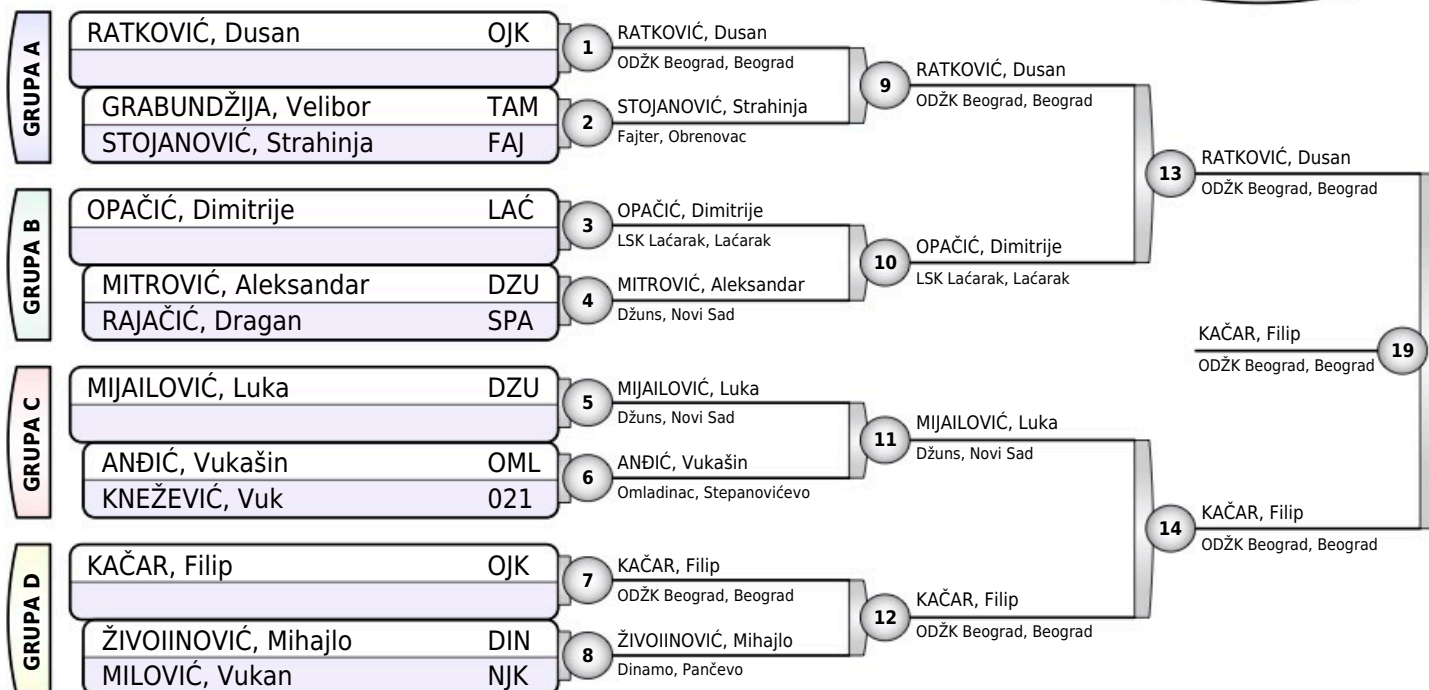 GRUPA A
RATKOVIĆ, Dusan OJK
GRABUNDŽIJA, Velibor TAM
STOJANOVIĆ, Strahinja FAJ
GRUPA B
OPAČIĆ, Dimitrije LAĆ
MITROVIĆ, Aleksandar DZU
RAJAČIĆ, Dragan SPA
GRUPA C
MIJAILOVIĆ, Luka DZU
ANĐIĆ, Vukašin OML
KNEŽEVIĆ, Vuk 021
GRUPA D
KAČAR, Filip OJK
ŽIVOIINOVIĆ, Mihajlo DIN
MILOVIĆ, Vukan NJK
1 RATKOVIĆ, Dusan
ODŽK Beograd, Beograd
2 STOJANOVIĆ, Strahinja
Fajter, Obrenovac
3 OPAČIĆ, Dimitrije
LSK Laćarak, Laćarak
4 MITROVIĆ, Aleksandar
Džuns, Novi Sad
5 MIJAILOVIĆ, Luka
Džuns, Novi Sad
6 ANĐIĆ, Vukašin
Omladinac, Stepanovićevo
7 KAČAR, Filip
ODŽK Beograd, Beograd
8 ŽIVOIINOVIĆ, Mihajlo
Dinamo, Pančevo
9 RATKOVIĆ, Dusan
ODŽK Beograd, Beograd
10 OPAČIĆ, Dimitrije
LSK Laćarak, Laćarak
11 MIJAILOVIĆ, Luka
Džuns, Novi Sad
12 KAČAR, Filip
ODŽK Beograd, Beograd
13 RATKOVIĆ, Dusan
ODŽK Beograd, Beograd
14 KAČAR, Filip
ODŽK Beograd, Beograd
KAČAR, Filip 19
ODŽK Beograd, Beograd